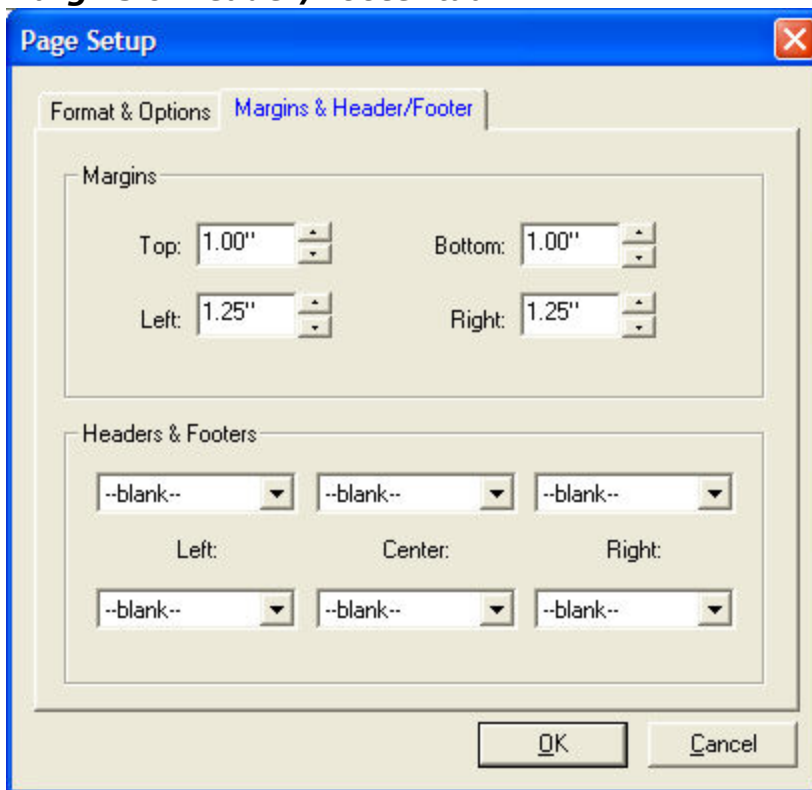 Page Setup
Format & Options Margins & Header/Footer
Margins
Top: 1.00" Bottom: 1.00"
Left: 1.25" Right: 1.25"
Headers & Footers
--blank-- --blank-- --blank--
Left: Center: Right:
--blank-- --blank-- --blank--
OK Cancel